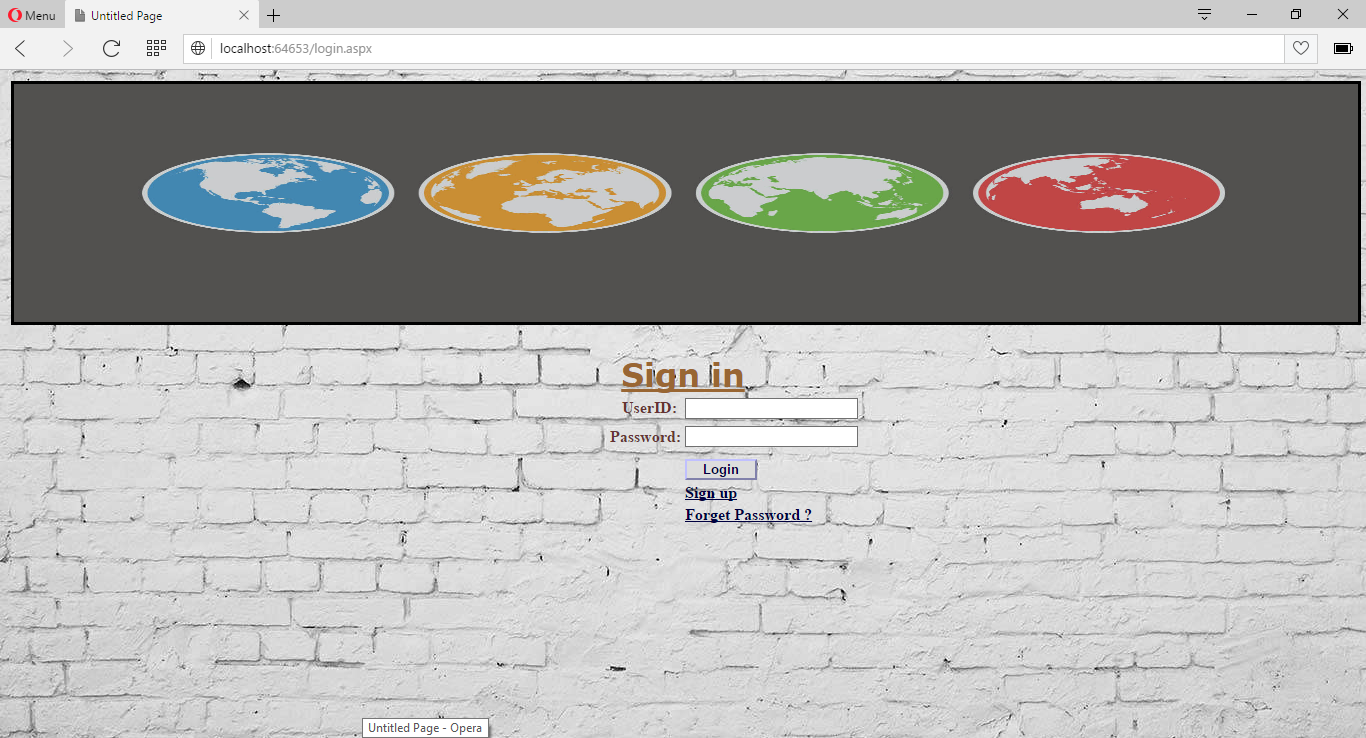 Menu
Untitled Page
localhost:64653/login.aspx
Sign in
UserID:
Password:
Login
Sign up
Forget Password ?
Untitled Page - Opera